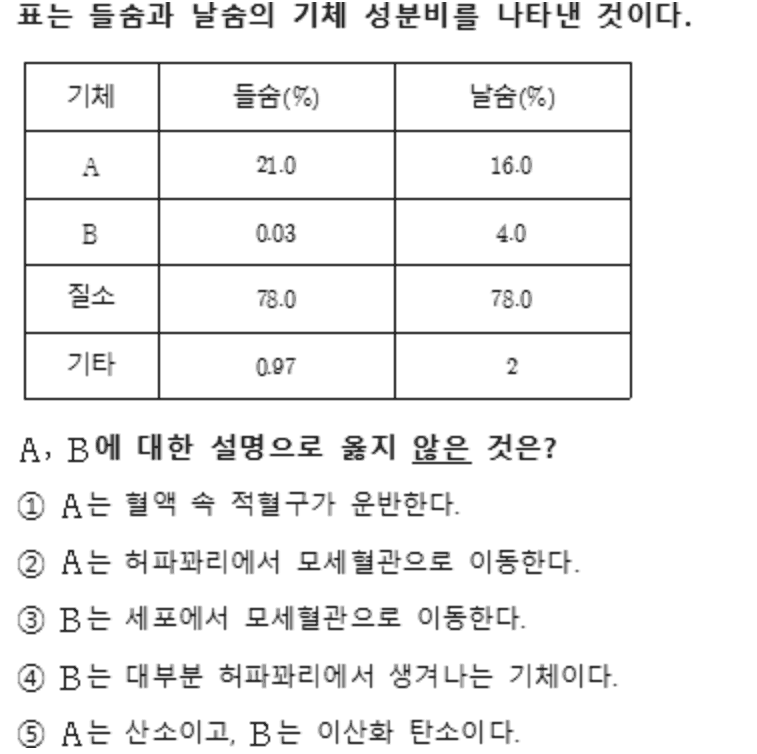 표는 들숨과 날숨의 기체 성분비를 나타낸 것이다.
기체 들숨(%) 날숨(%)
A 21.0 16.0
B 0.03 4.0
질소 78.0 78.0
기타 0.97 2
A, B에 대한 설명으로 옳지 않은 것은?
① A는 혈액 속 적혈구가 운반한다.
② A는 허파꽈리에서 모세혈관으로 이동한다.
③ B는 세포에서 모세혈관으로 이동한다.
④ B는 대부분 허파꽈리에서 생겨나는 기체이다.
⑤ A는 산소이고, B는 이산화 탄소이다.